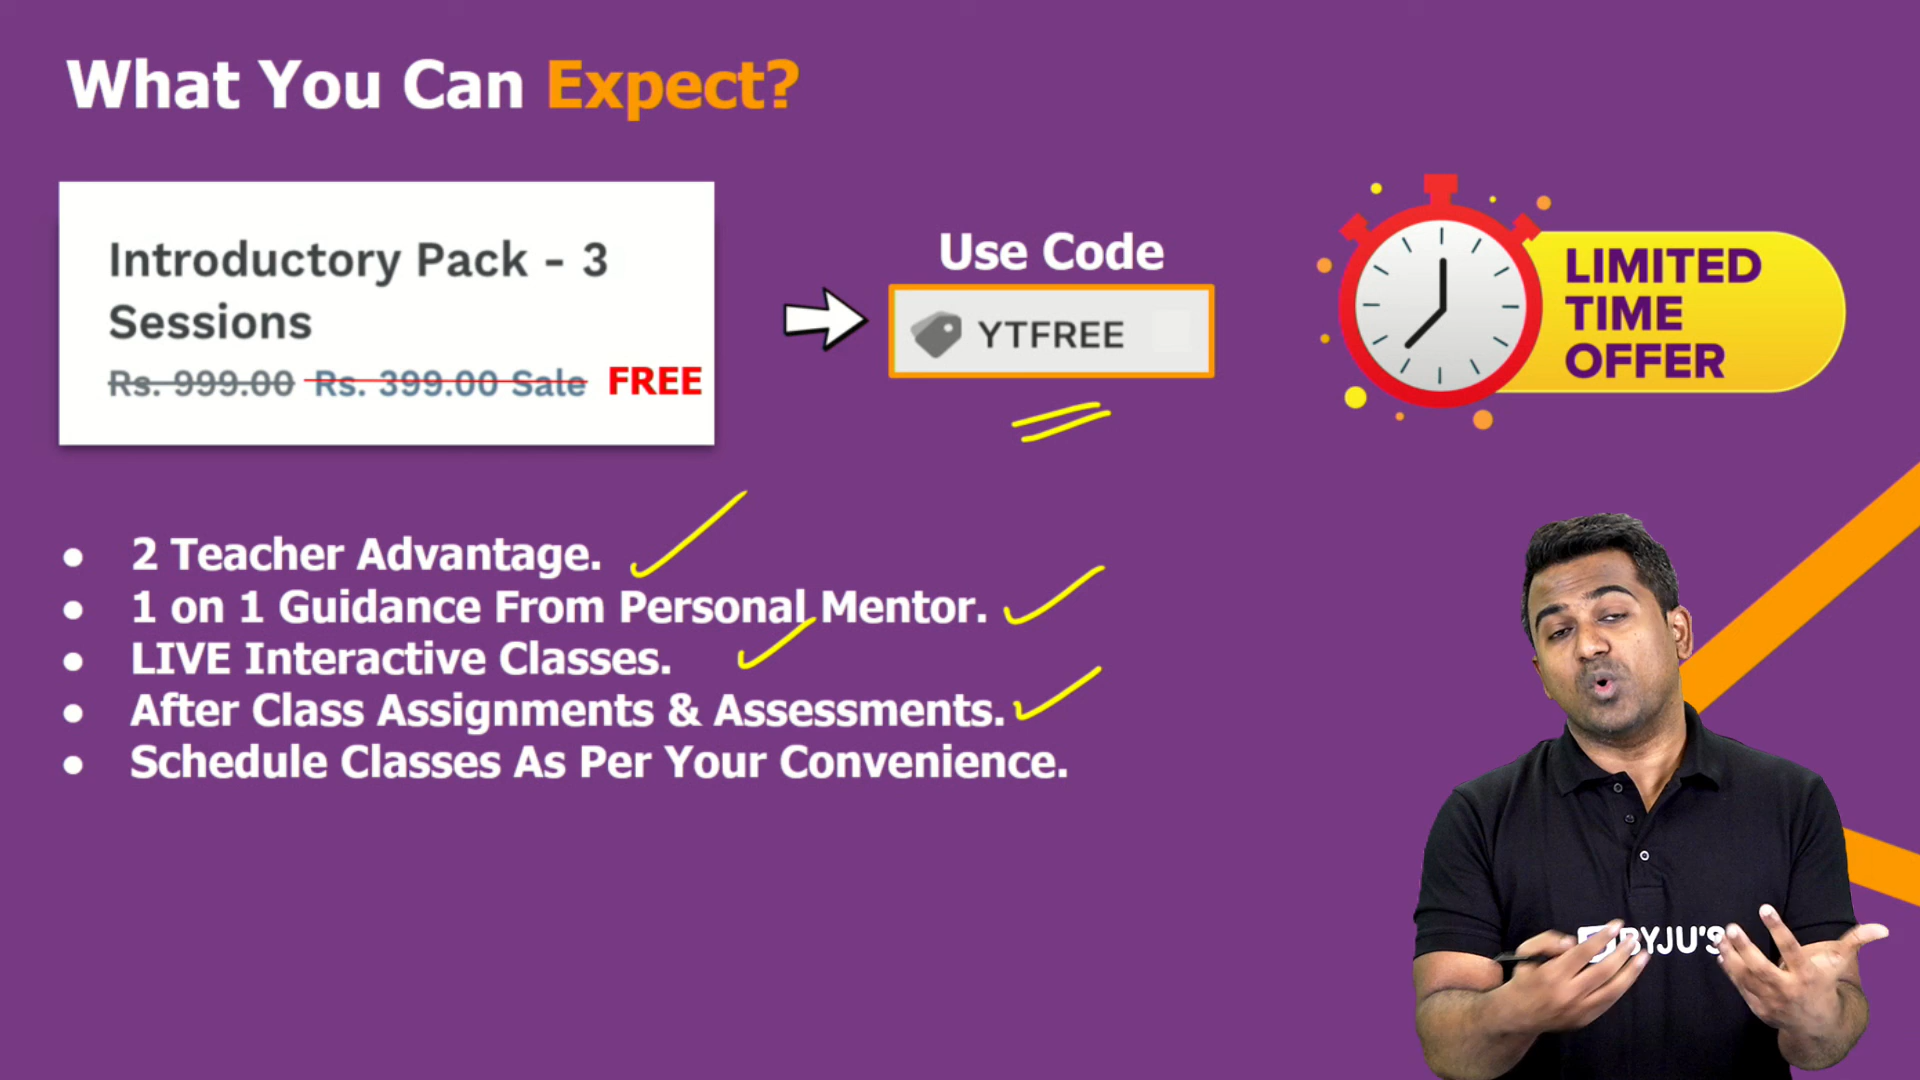 What You Can Expect?
Introductory Pack - 3
Sessions
Rs. 999.00 Rs. 399.00 Sale FREE
Use Code
YTFREE
LIMITED
TIME
OFFER
● 2 Teacher Advantage.
● 1 on 1 Guidance From Personal Mentor.
● LIVE Interactive Classes.
● After Class Assignments & Assessments.
● Schedule Classes As Per Your Convenience.
BYJU'S